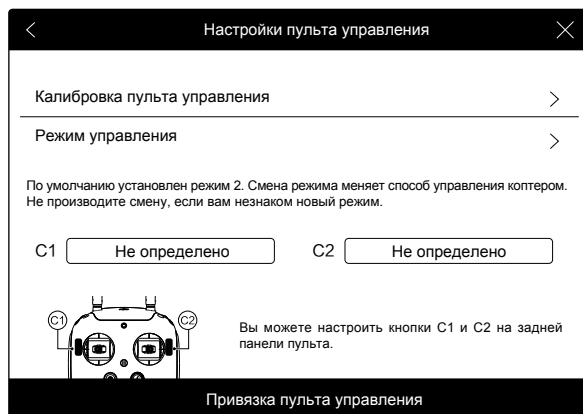 Настройки пульта управления
Калибровка пульта управления
Режим управления
По умолчанию установлен режим 2. Смена режима меняет способ управления коптером.
Не производите смену, если вам незнаком новый режим.
C1 Не определено C2 Не определено
C1 C2
Вы можете настроить кнопки C1 и C2 на задней
панели пульта.
Привязка пульта управления